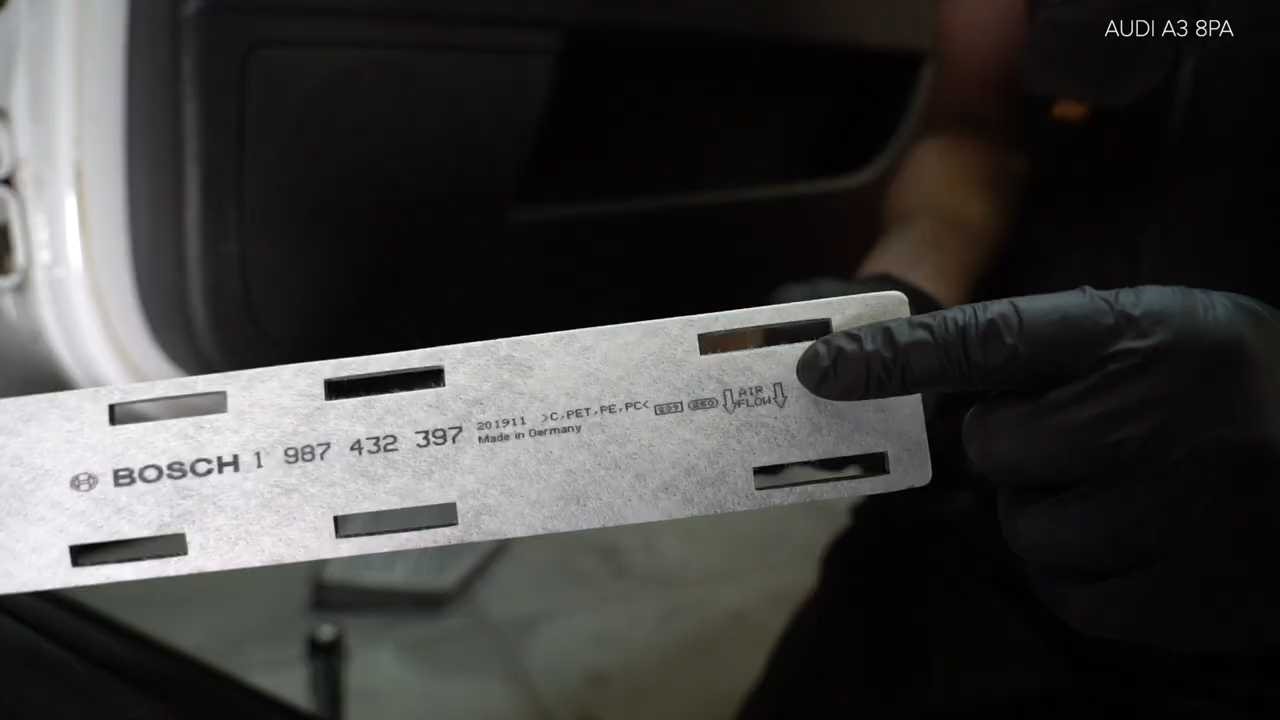 AUDI A3 8PA
BOSCH 1 987 432 397
201911 >C,PET,PE,PC<
Made in Germany
AIR
FLOW